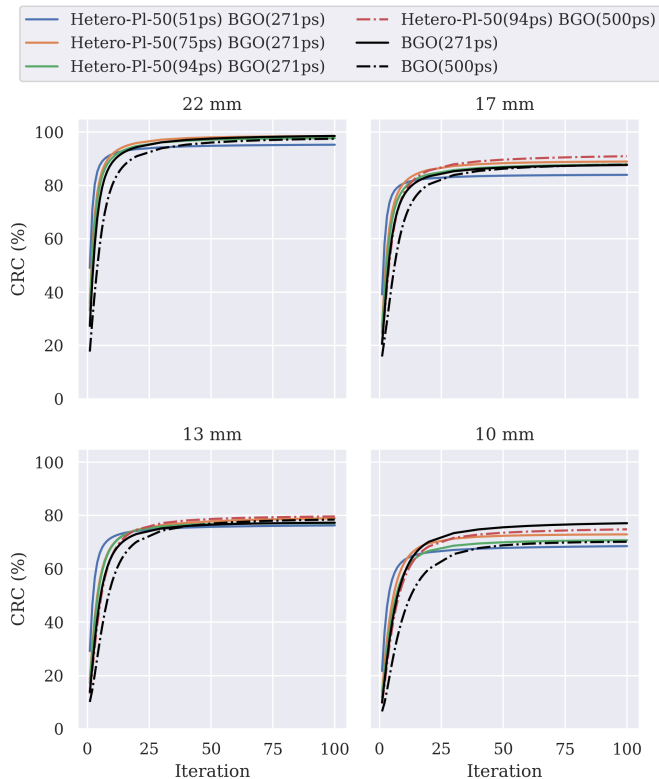 Hetero-Pl-50(51ps) BGO(271ps)
Hetero-Pl-50(75ps) BGO(271ps)
Hetero-Pl-50(94ps) BGO(271ps)
Hetero-Pl-50(94ps) BGO(500ps)
BGO(271ps)
BGO(500ps)
22 mm
17 mm
100
80
60
40
20
0
CRC (%)
13 mm
10 mm
100
80
60
40
20
0
CRC (%)
0 25 50 75 100
0 25 50 75 100
Iteration
Iteration